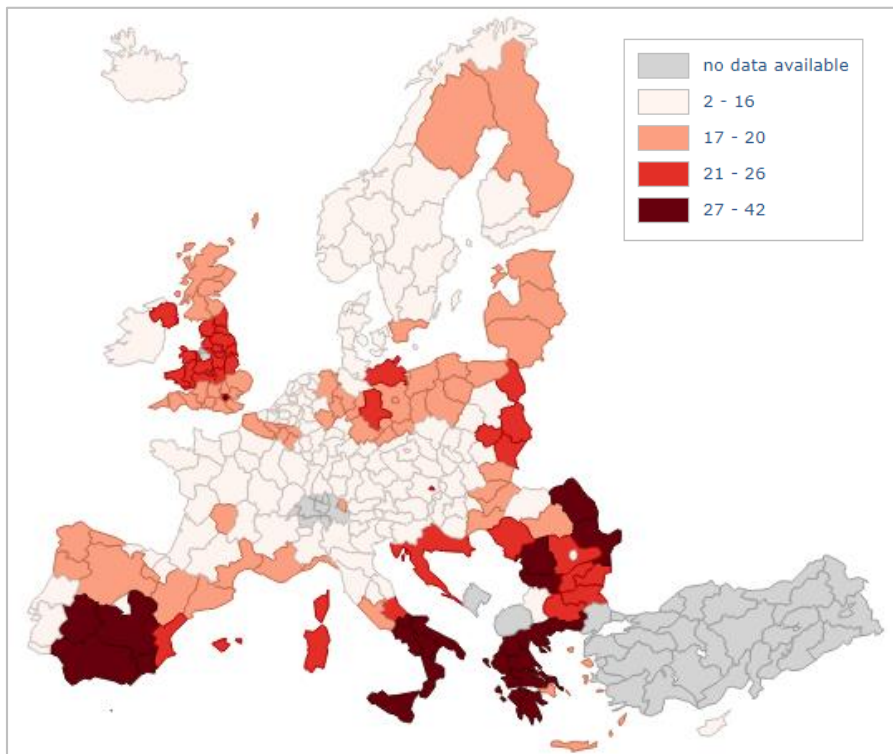 no data available
2 - 16
17 - 20
21 - 26
27 - 42